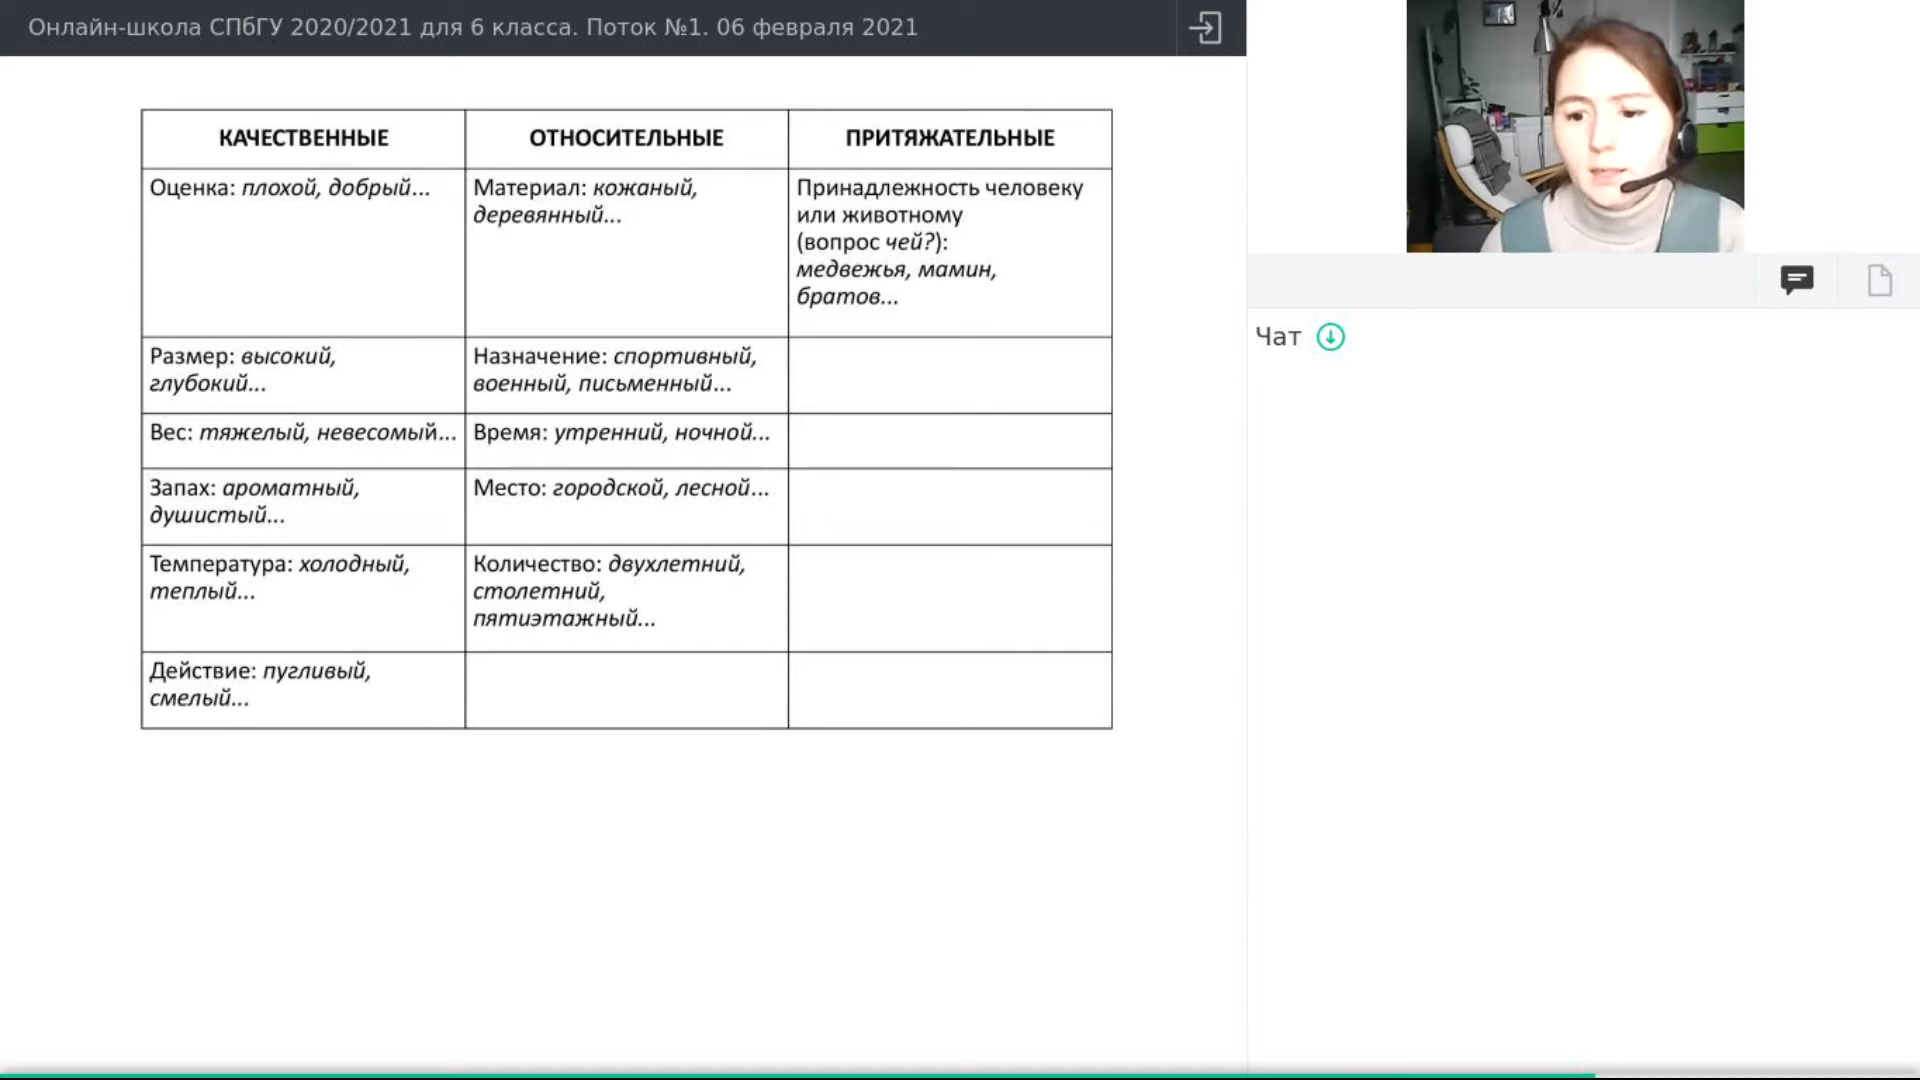 Онлайн-школа СПбГУ 2020/2021 для 6 класса. Поток №1. 06 февраля 2021
КАЧЕСТВЕННЫЕ
ОТНОСИТЕЛЬНЫЕ
ПРИТЯЖАТЕЛЬНЫЕ
Оценка: плохой, добрый...
Материал: кожаный,
деревянный...
Принадлежность человеку
или животному
(вопрос чей?):
медвежья, мамин,
братов...
Размер: высокий,
глубокий...
Назначение: спортивный,
военный, письменный...
Вес: тяжелый, невесомый...
Время: утренний, ночной...
Запах: ароматный,
душистый...
Место: городской, лесной...
Температура: холодный,
теплый...
Количество: двухлетний,
столетний,
пятиэтажный...
Действие: пугливый,
смелый...
Чат